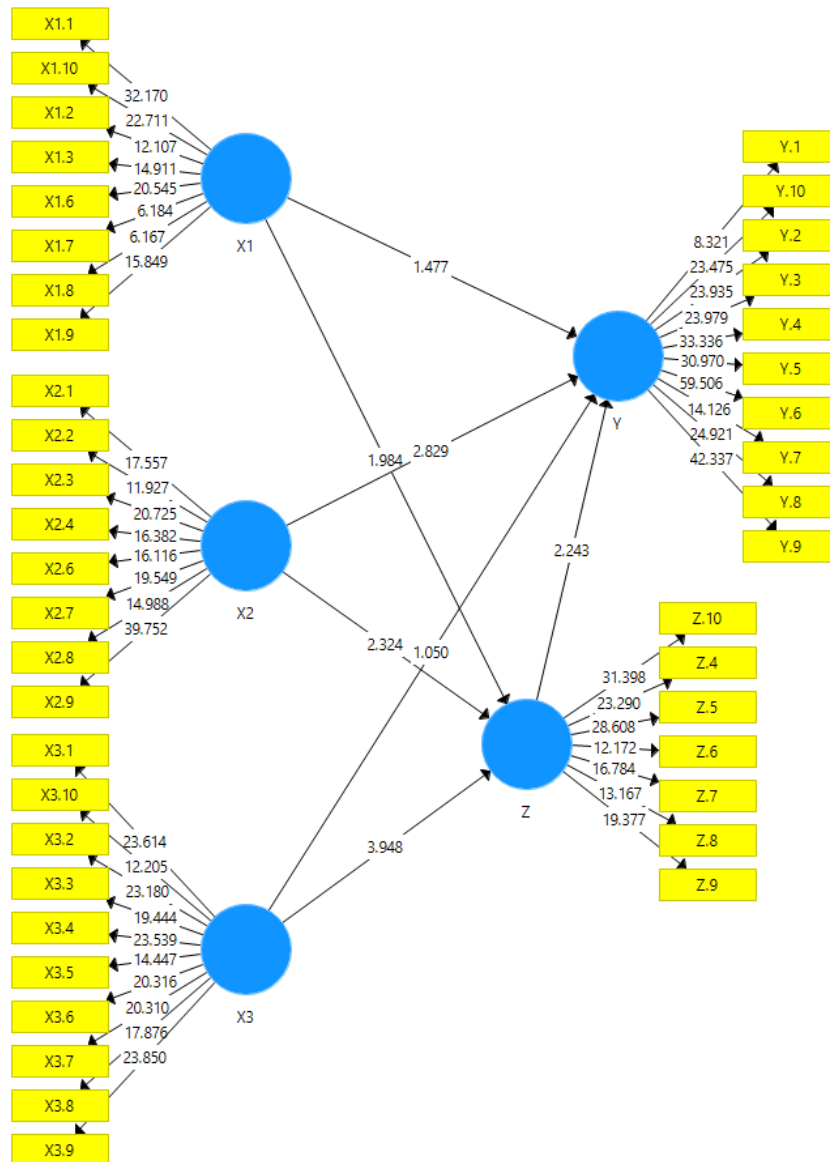 X1.1
X1.10
X1.2
X1.3
X1.6
X1.7
X1.8
X1.9
32.170
22.711
12.107
14.911
20.545
6.184
6.167
15.849
X1
X2.1
X2.2
X2.3
X2.4
X2.6
X2.7
X2.8
X2.9
17.557
11.927
20.725
16.382
16.116
19.549
14.988
39.752
X2
X3.1
X3.10
X3.2
X3.3
X3.4
X3.5
X3.6
X3.7
X3.8
X3.9
23.614
12.205
23.180
19.444
23.539
14.447
20.316
20.310
17.876
23.850
X3
1.477
1.984
2.829
2.324
1.050
3.948
2.243
Y
8.321
23.475
23.935
23.979
33.336
30.970
59.506
14.126
24.921
42.337
Y.1
Y.10
Y.2
Y.3
Y.4
Y.5
Y.6
Y.7
Y.8
Y.9
Z
31.398
23.290
28.608
12.172
16.784
13.167
19.377
Z.10
Z.4
Z.5
Z.6
Z.7
Z.8
Z.9